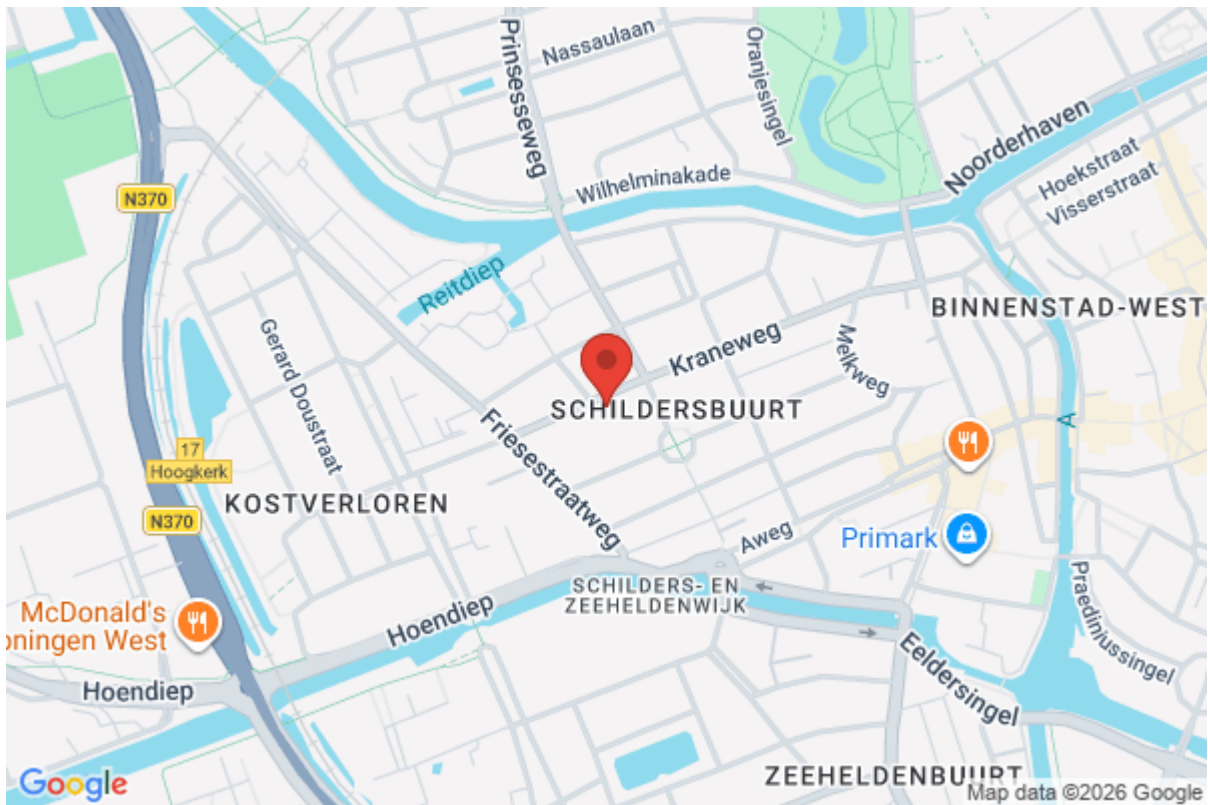 Nassaulaan
Prinsesseweg
Oranjesingel
Noorderhaven
Hoekstraat
Visserstraat
Wilhelminakade
N370
Reitdiep
BINNENSTAD-WEST
Kraneweg
Melkweg
Gerard Doustraat
SCHILDERSBUURT
A
17
Hoogkerk
Friesestraatweg
KOSTVERLOREN
N370
Aweg
Primark
SCHILDERS- EN
ZEEHELDENWIJK
McDonald's
oningen West
Hoendiep
Praediniussingel
Eeldersingel
Hoendiep
ZEEHELDENBUURT
Google
Map data ©2026 Google